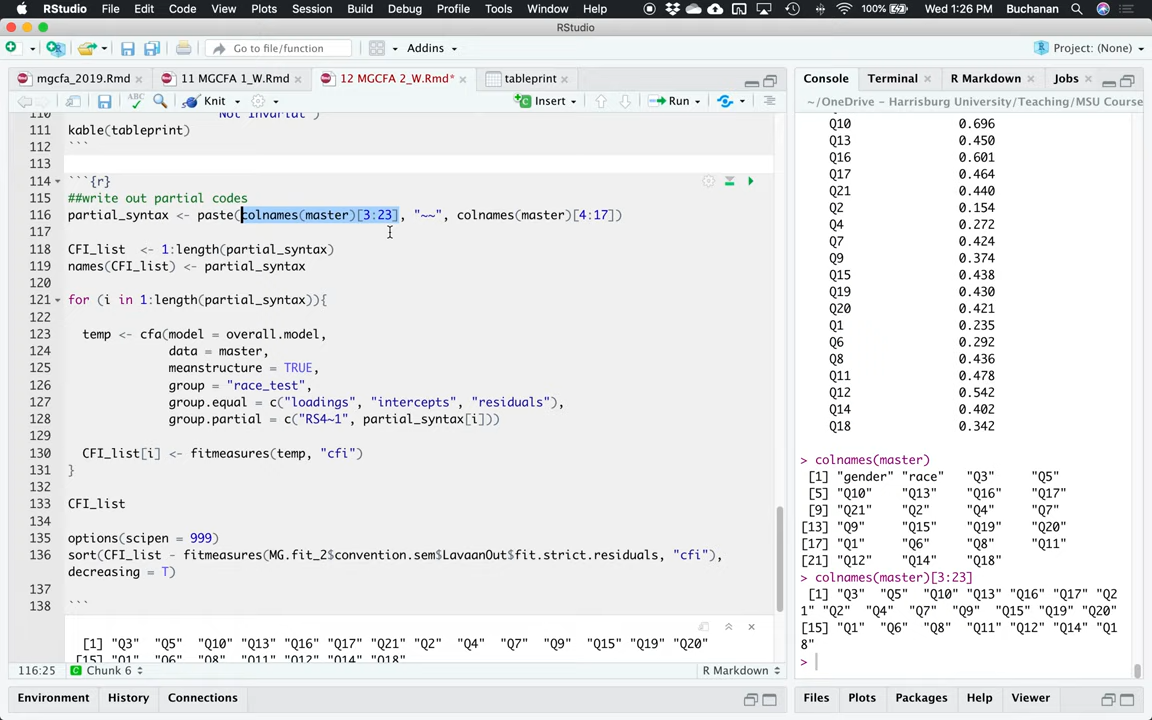 RStudio File Edit Code View Plots Session Build Debug Profile Tools Window Help 100% Wed 1:26 PM Buchanan
RStudio
Go to file/function Addins Project: (None)
mgcfa_2019.Rmd 11 MGCFA 1_W.Rmd 12 MGCFA 2_W.Rmd* tableprint
Knit Insert Run
110 "Not Invariat")
111 kable(tableprint)
112 ```
113
114 ```{r}
115 ##write out partial codes
116 partial_syntax <- paste(colnames(master)[3:23], "~~", colnames(master)[4:17])
117
118 CFI_list <- 1:length(partial_syntax)
119 names(CFI_list) <- partial_syntax
120
121 for (i in 1:length(partial_syntax)){
122
123 temp <- cfa(model = overall.model,
124 data = master,
125 meanstructure = TRUE,
126 group = "race_test",
127 group.equal = c("loadings", "intercepts", "residuals"),
128 group.partial = c("RS4~1", partial_syntax[i]))
129
130 CFI_list[i] <- fitmeasures(temp, "cfi")
131 }
132
133 CFI_list
134
135 options(scipen = 999)
136 sort(CFI_list - fitmeasures(MG.fit_2$convention.sem$LavaanOut$fit.strict.residuals, "cfi"),
decreasing = T)
137
138 ```
[1] "Q3" "Q5" "Q10" "Q13" "Q16" "Q17" "Q21" "Q2" "Q4" "Q7" "Q9" "Q15" "Q19" "Q20"
[15] "Q1" "Q6" "Q8" "Q11" "Q12" "Q14" "Q18"
116:25 Chunk 6 R Markdown
Environment History Connections
Console Terminal R Markdown Jobs
~/OneDrive - Harrisburg University/Teaching/MSU Course
Q10 0.696
Q13 0.450
Q16 0.601
Q17 0.464
Q21 0.440
Q2 0.154
Q4 0.272
Q7 0.424
Q9 0.374
Q15 0.438
Q19 0.430
Q20 0.421
Q1 0.235
Q6 0.292
Q8 0.436
Q11 0.478
Q12 0.542
Q14 0.402
Q18 0.342
> colnames(master)
[1] "gender" "race" "Q3" "Q5"
[5] "Q10" "Q13" "Q16" "Q17"
[9] "Q21" "Q2" "Q4" "Q7"
[13] "Q9" "Q15" "Q19" "Q20"
[17] "Q1" "Q6" "Q8" "Q11"
[21] "Q12" "Q14" "Q18"
> colnames(master)[3:23]
[1] "Q3" "Q5" "Q10" "Q13" "Q16" "Q17" "Q2
1" "Q2" "Q4" "Q7" "Q9" "Q15" "Q19" "Q20"
[15] "Q1" "Q6" "Q8" "Q11" "Q12" "Q14" "Q1
8"
>
Files Plots Packages Help Viewer